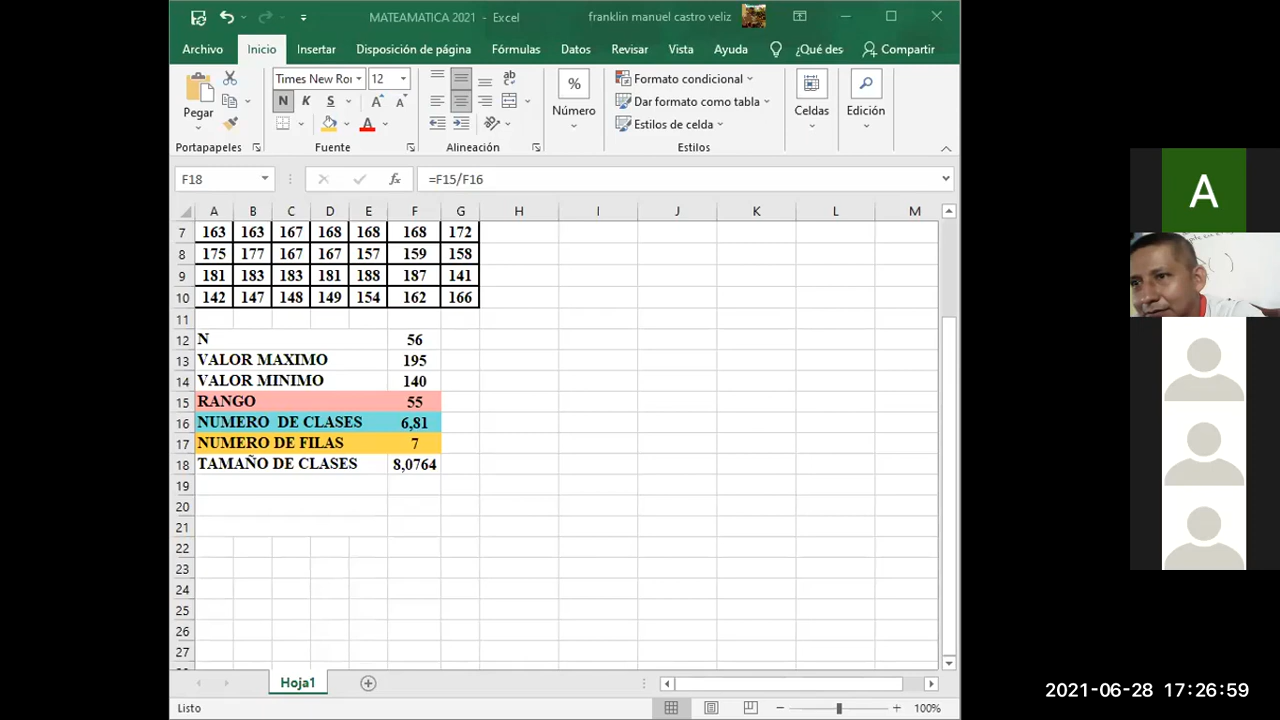 MATEAMATICA 2021 - Excel
franklin manuel castro veliz
Archivo Inicio Insertar Disposición de página Fórmulas Datos Revisar Vista Ayuda ¿Qué des Compartir
Times New Ror 12
Pegar
N K S
Número
Formato condicional
Dar formato como tabla
Estilos de celda
Celdas
Edición
Portapapeles Fuente Alineación Estilos
F18 fx =F15/F16
A B C D E F G H I J K L M
7 163 163 167 168 168 168 172
8 175 177 167 167 157 159 158
9 181 183 183 181 188 187 141
10 142 147 148 149 154 162 166
11
12 N 56
13 VALOR MAXIMO 195
14 VALOR MINIMO 140
15 RANGO 55
16 NUMERO DE CLASES 6,81
17 NUMERO DE FILAS 7
18 TAMAÑO DE CLASES 8,0764
19
20
21
22
23
24
25
26
27
Hoja1
Listo
100%
A
2021-06-28 17:26:59